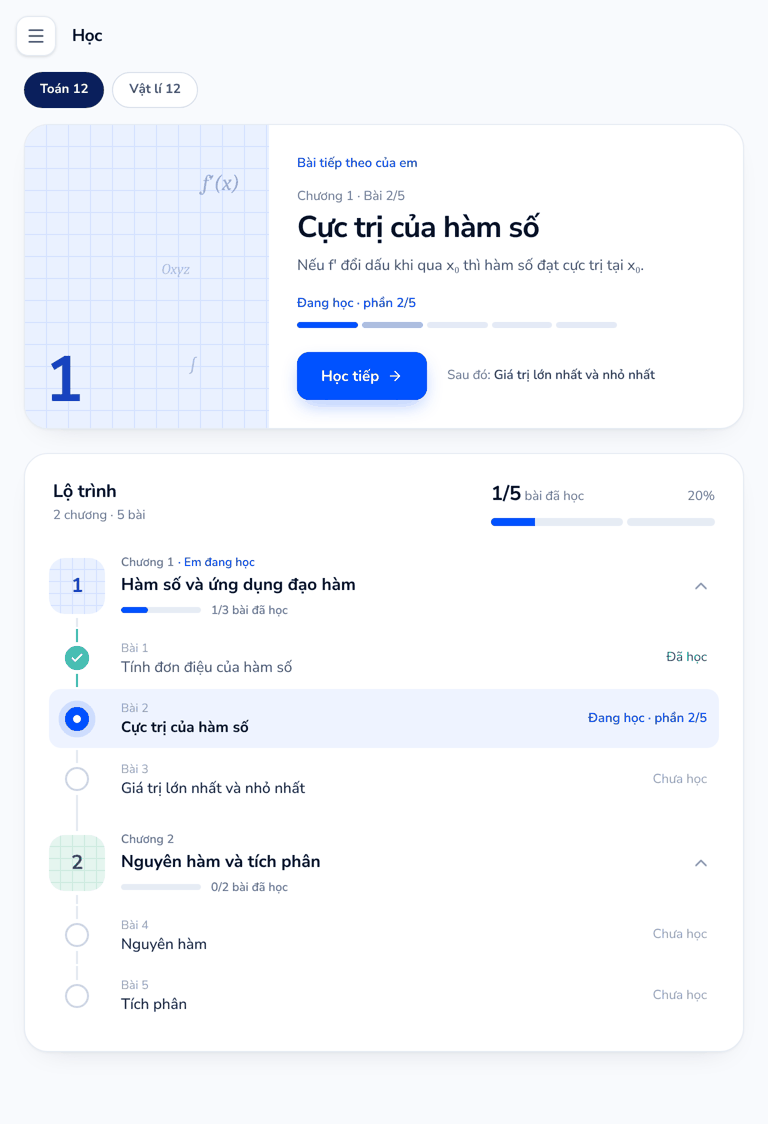 Học
Toán 12
Vật lí 12
f'(x)
Oxyz
∫
1
Bài tiếp theo của em
Chương 1 · Bài 2/5
Cực trị của hàm số
Nếu f' đổi dấu khi qua x₀ thì hàm số đạt cực trị tại x₀.
Đang học · phần 2/5
Học tiếp →
Sau đó: Giá trị lớn nhất và nhỏ nhất
Lộ trình
2 chương · 5 bài
1/5 bài đã học
20%
1
Chương 1 · Em đang học
Hàm số và ứng dụng đạo hàm
1/3 bài đã học
Bài 1
Tính đơn điệu của hàm số
Đã học
Bài 2
Cực trị của hàm số
Đang học · phần 2/5
Bài 3
Giá trị lớn nhất và nhỏ nhất
Chưa học
2
Chương 2
Nguyên hàm và tích phân
0/2 bài đã học
Bài 4
Nguyên hàm
Chưa học
Bài 5
Tích phân
Chưa học